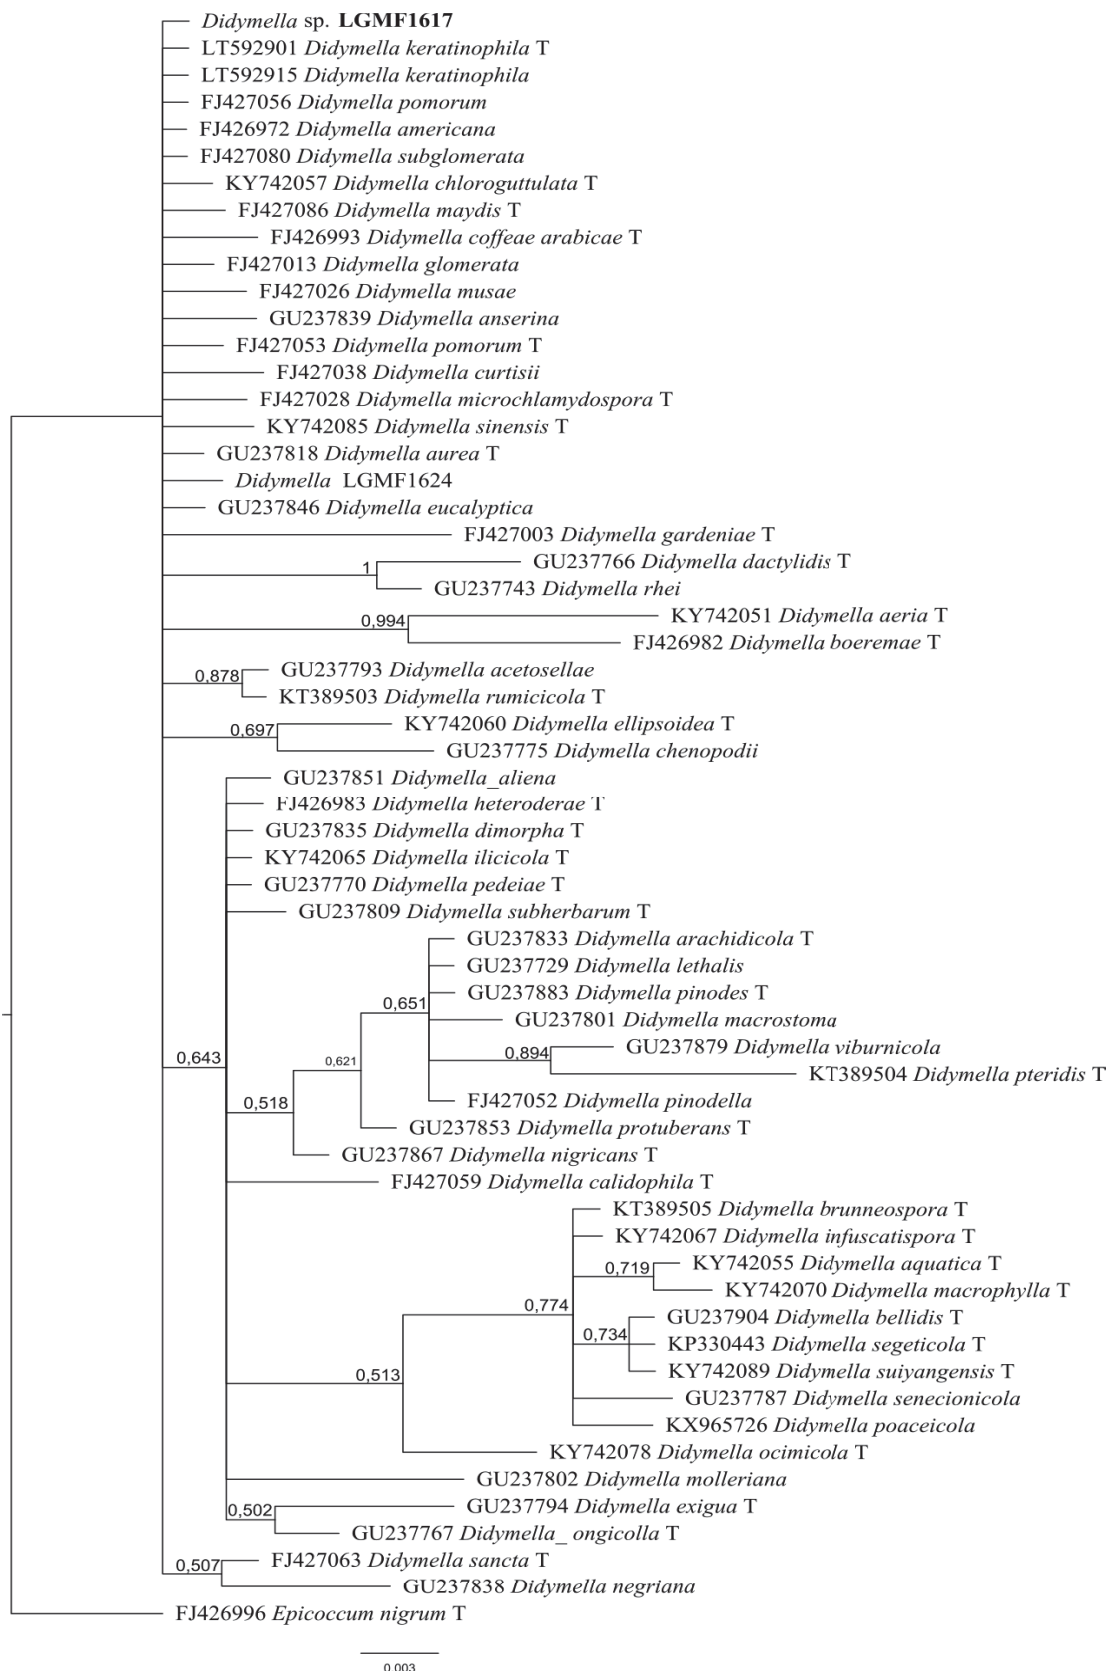 Didymella sp. LGMF1617
LT592901 Didymella keratinophila T
LT592915 Didymella keratinophila
FJ427056 Didymella pomorum
FJ426972 Didymella americana
FJ427080 Didymella subglomerata
KY742057 Didymella chloroguttulata T
FJ427086 Didymella maydis T
FJ426993 Didymella coffeae arabicae T
FJ427013 Didymella glomerata
FJ427026 Didymella musae
GU237839 Didymella anserina
FJ427053 Didymella pomorum T
FJ427038 Didymella curtisii
FJ427028 Didymella microchlamydospora T
KY742085 Didymella sinensis T
GU237818 Didymella aurea T
Didymella LGMF1624
GU237846 Didymella eucalyptica
FJ427003 Didymella gardeniae T
GU237766 Didymella dactylidis T
1
GU237743 Didymella rhei
KY742051 Didymella aeria T
0,994
FJ426982 Didymella boeremae T
GU237793 Didymella acetosellae
0,878
KT389503 Didymella rumicicola T
KY742060 Didymella ellipsoidea T
0,697
GU237775 Didymella chenopodii
GU237851 Didymella_aliena
FJ426983 Didymella heteroderae T
GU237835 Didymella dimorpha T
KY742065 Didymella ilicicola T
GU237770 Didymella pedeiae T
GU237809 Didymella subherbarum T
GU237833 Didymella arachidicola T
GU237729 Didymella lethalis
GU237883 Didymella pinodes T
0,651
GU237801 Didymella macrostoma
GU237879 Didymella viburnicola
0,894
0,643
0,621
KT389504 Didymella pteridis T
FJ427052 Didymella pinodella
0,518
GU237853 Didymella protuberans T
GU237867 Didymella nigricans T
FJ427059 Didymella calidophila T
KT389505 Didymella brunneospora T
KY742067 Didymella infuscatispora T
KY742055 Didymella aquatica T
0,719
KY742070 Didymella macrophylla T
0,774
GU237904 Didymella bellidis T
0,734
KP330443 Didymella segeticola T
KY742089 Didymella suiyangensis T
0,513
GU237787 Didymella senecionicola
KX965726 Didymella poaceicola
KY742078 Didymella ocimicola T
GU237802 Didymella molleriana
GU237794 Didymella exigua T
0,502
GU237767 Didymella_ ongicolla T
FJ427063 Didymella sancta T
0,507
GU237838 Didymella negriana
FJ426996 Epicoccum nigrum T
0.003